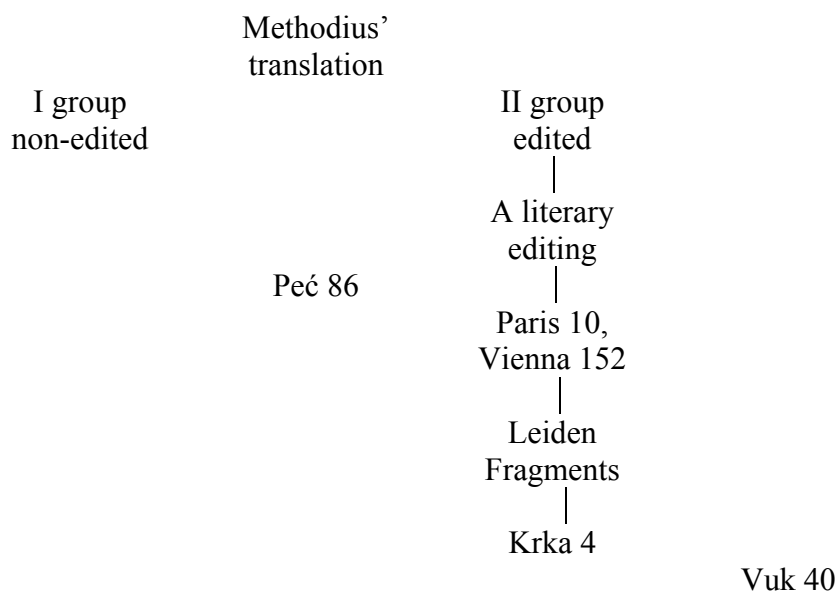 Methodius’
translation
I group
non-edited
II group
edited
A literary
editing
Peć 86
Paris 10,
Vienna 152
Leiden
Fragments
Krka 4
Vuk 40